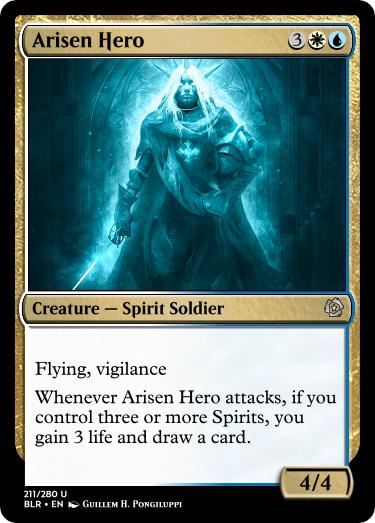 Arisen Hero 3
Creature — Spirit Soldier
Flying, vigilance
Whenever Arisen Hero attacks, if you
control three or more Spirits, you
gain 3 life and draw a card.
4/4
211/280 U
BLR • EN Guillem H. Pongiluppi